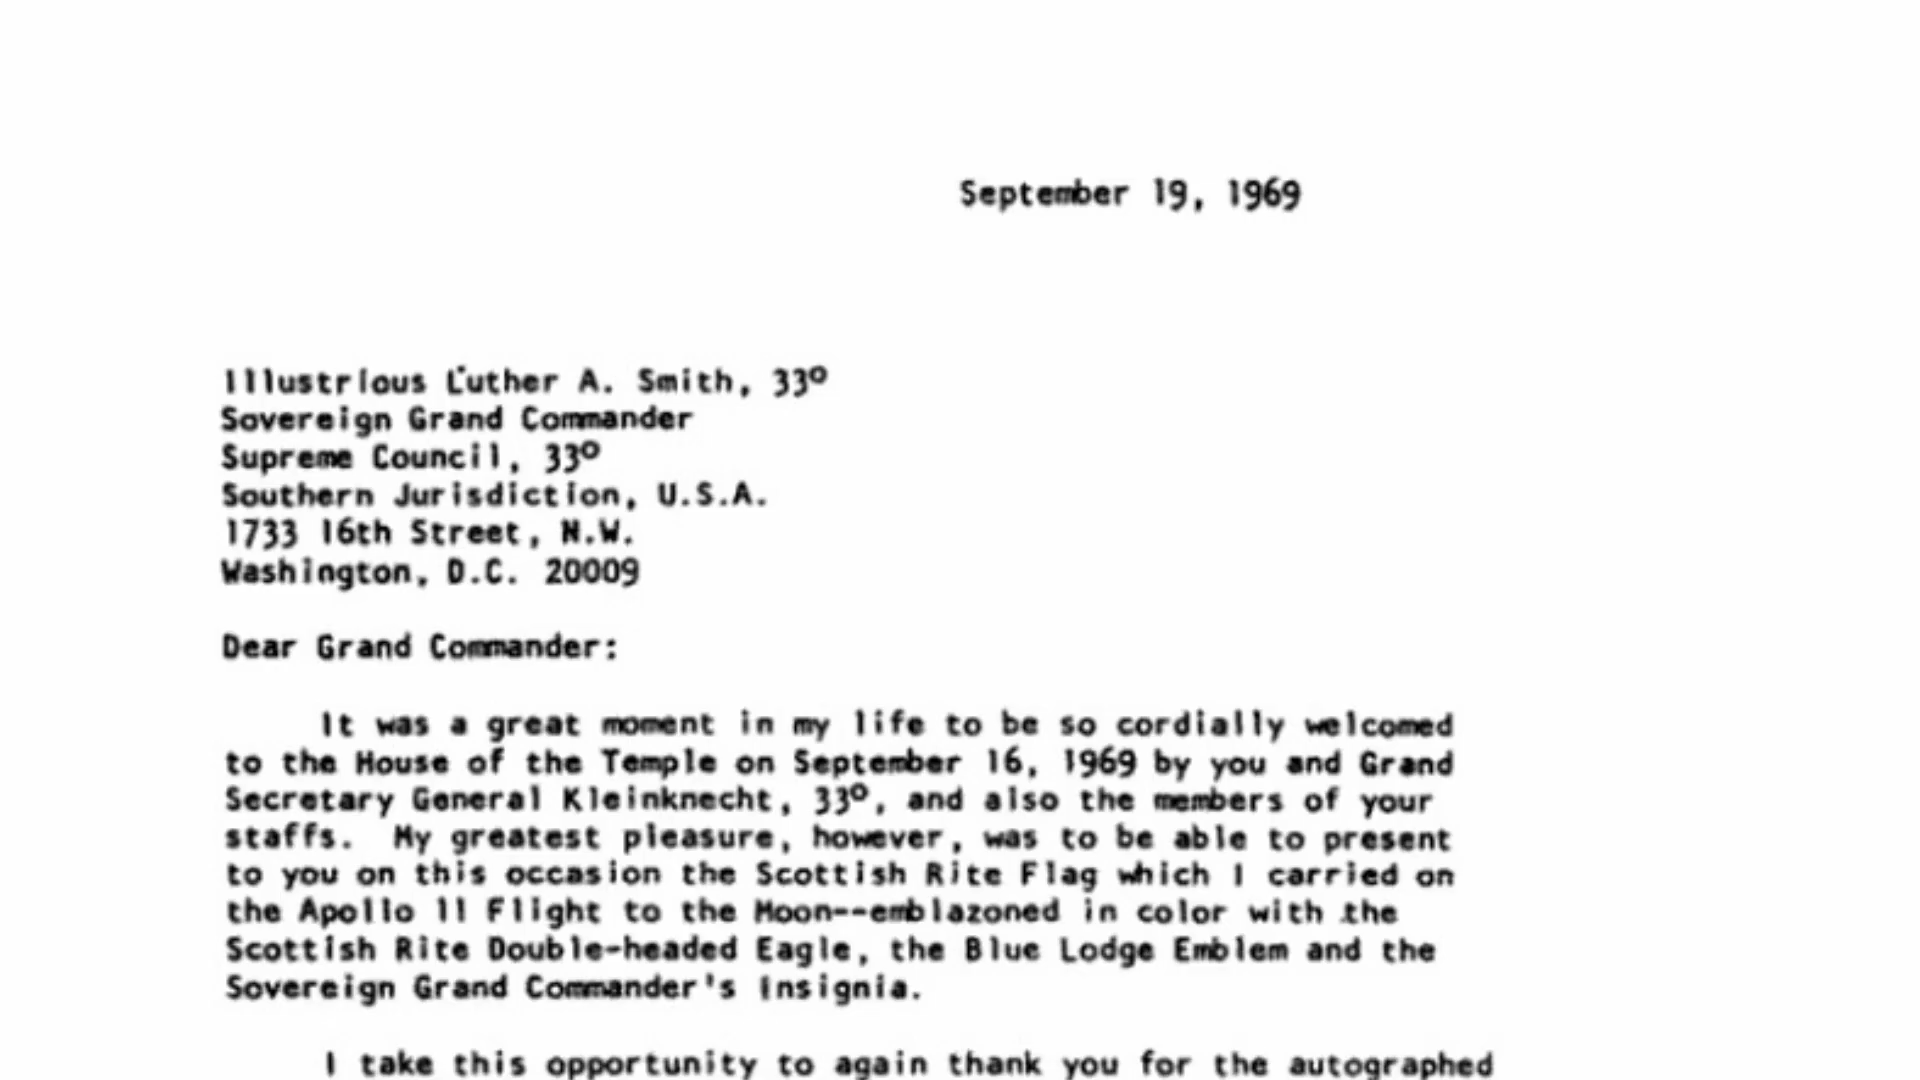 September 19, 1969
Illustrious Luther A. Smith, 33°
Sovereign Grand Commander
Supreme Council, 33°
Southern Jurisdiction, U.S.A.
1733 16th Street, N.W.
Washington, D.C. 20009
Dear Grand Commander:
It was a great moment in my life to be so cordially welcomed
to the House of the Temple on September 16, 1969 by you and Grand
Secretary General Kleinknecht, 33°, and also the members of your
staffs. My greatest pleasure, however, was to be able to present
to you on this occasion the Scottish Rite Flag which I carried on
the Apollo 11 Flight to the Moon--emblazoned in color with the
Scottish Rite Double-headed Eagle, the Blue Lodge Emblem and the
Sovereign Grand Commander's Insignia.
I take this opportunity to again thank you for the autographed